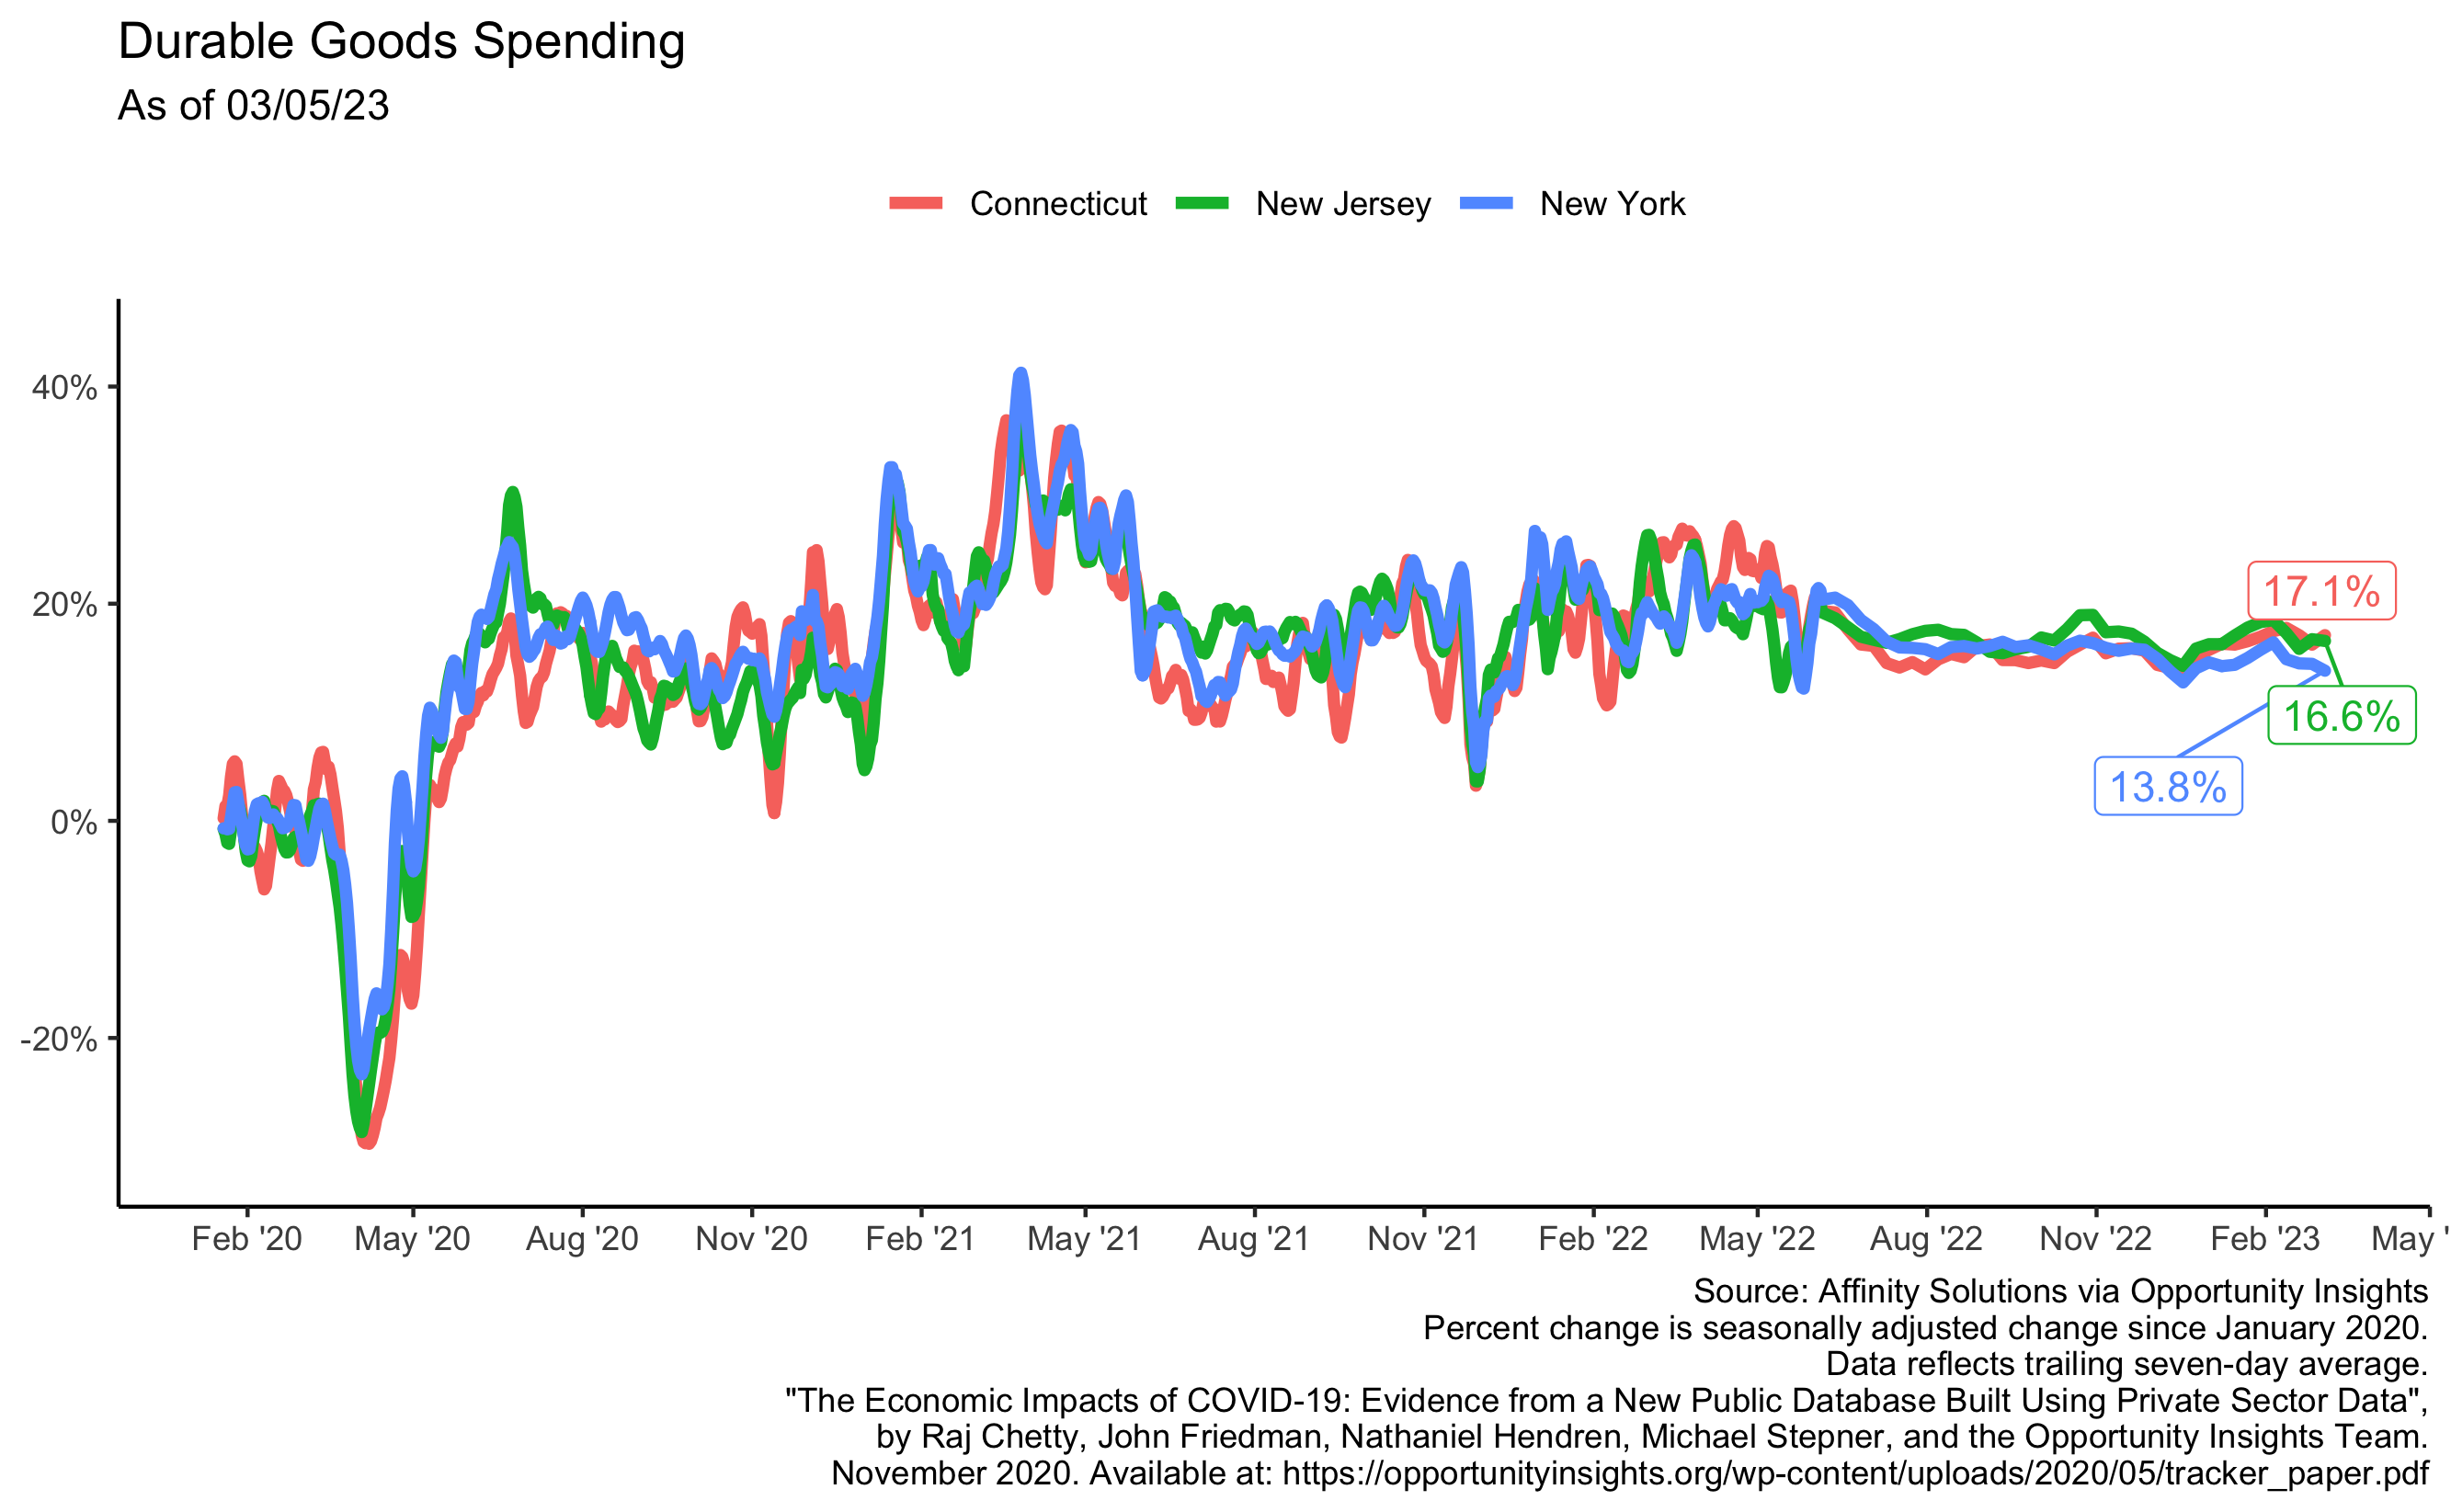 Durable Goods Spending
As of 03/05/23
Connecticut New Jersey New York
40%
20%
0%
-20%
17.1%
16.6%
13.8%
Feb '20 May '20 Aug '20 Nov '20 Feb '21 May '21 Aug '21 Nov '21 Feb '22 May '22 Aug '22 Nov '22 Feb '23 May '
Source: Affinity Solutions via Opportunity Insights
Percent change is seasonally adjusted change since January 2020.
Data reflects trailing seven-day average.
"The Economic Impacts of COVID-19: Evidence from a New Public Database Built Using Private Sector Data",
by Raj Chetty, John Friedman, Nathaniel Hendren, Michael Stepner, and the Opportunity Insights Team.
November 2020. Available at: https://opportunityinsights.org/wp-content/uploads/2020/05/tracker_paper.pdf